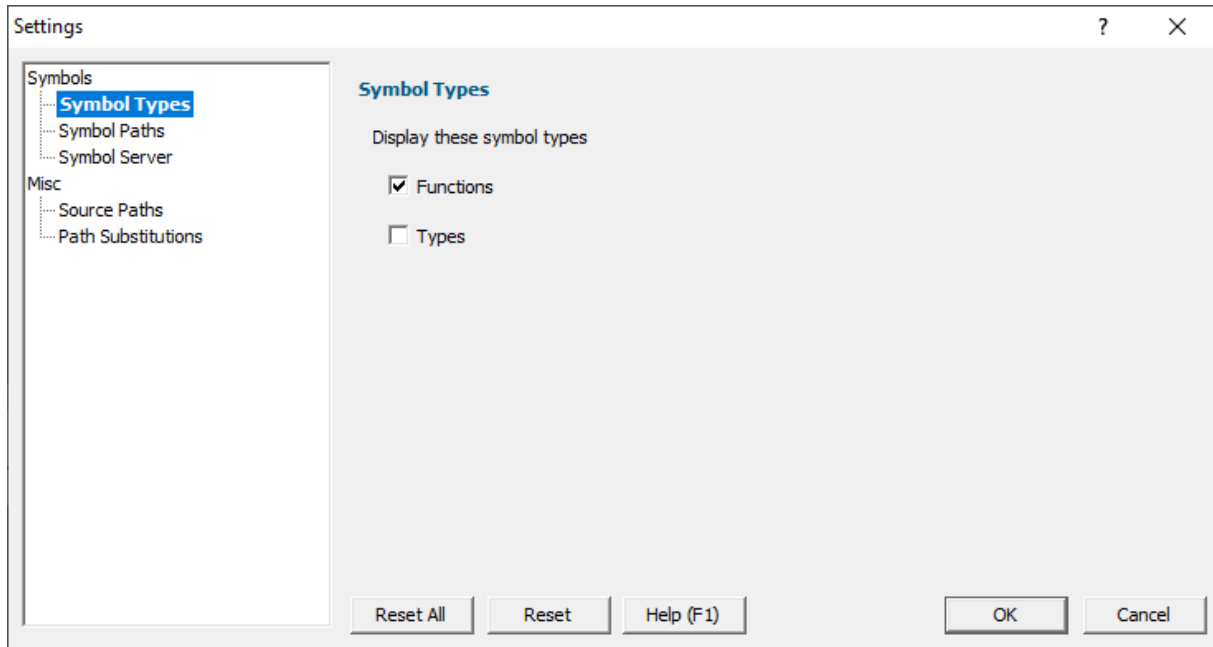 Settings
Symbols
Symbol Types
Symbol Paths
Symbol Server
Misc
Source Paths
Path Substitutions
Symbol Types
Display these symbol types
Functions
Types
Reset All Reset Help (F1) OK Cancel